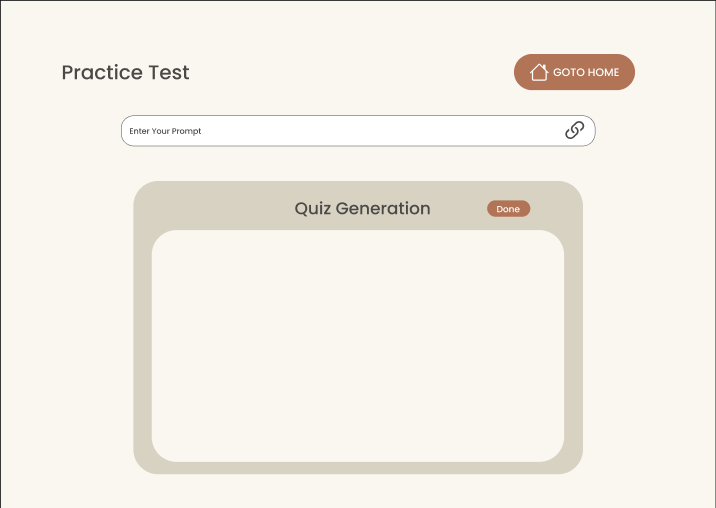 Practice Test
GOTO HOME
Enter Your Prompt
Quiz Generation
Done